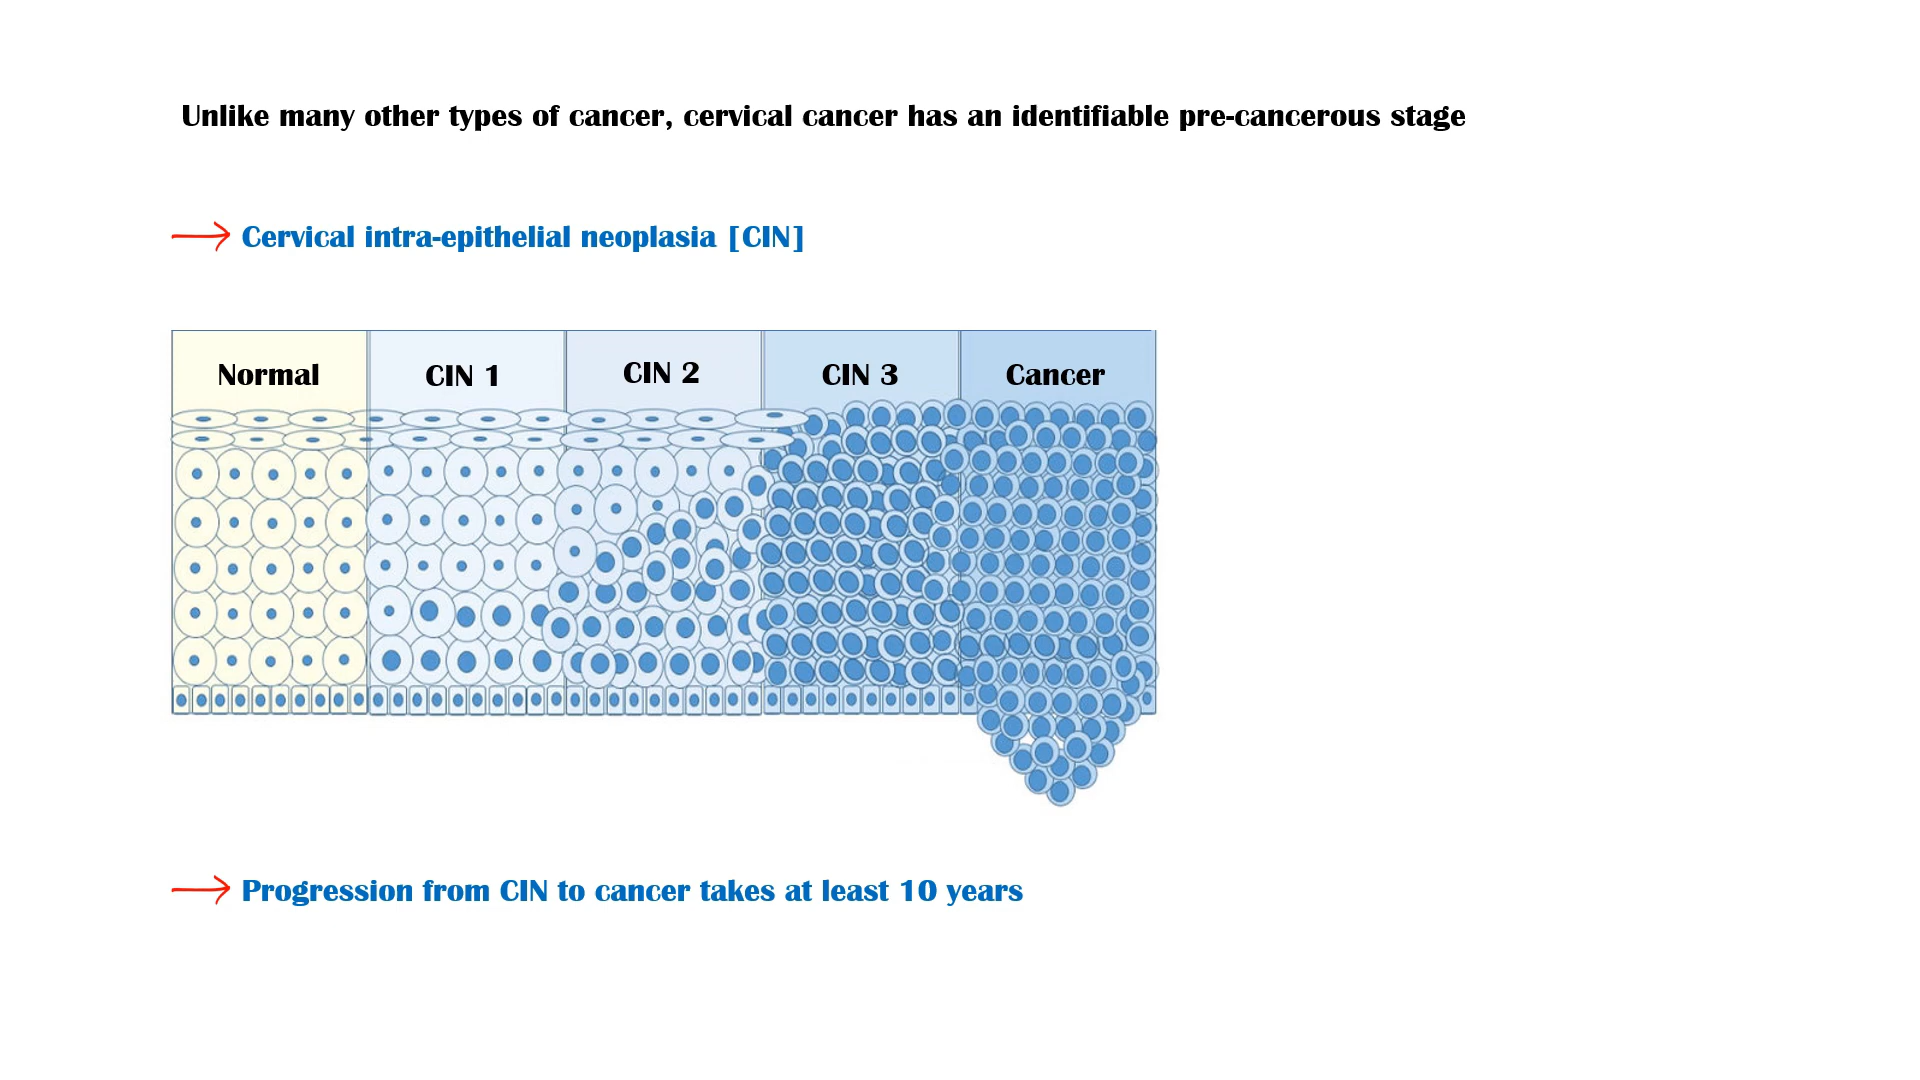 Unlike many other types of cancer, cervical cancer has an identifiable pre-cancerous stage
Cervical intra-epithelial neoplasia [CIN]
Normal CIN 1 CIN 2 CIN 3 Cancer
Progression from CIN to cancer takes at least 10 years